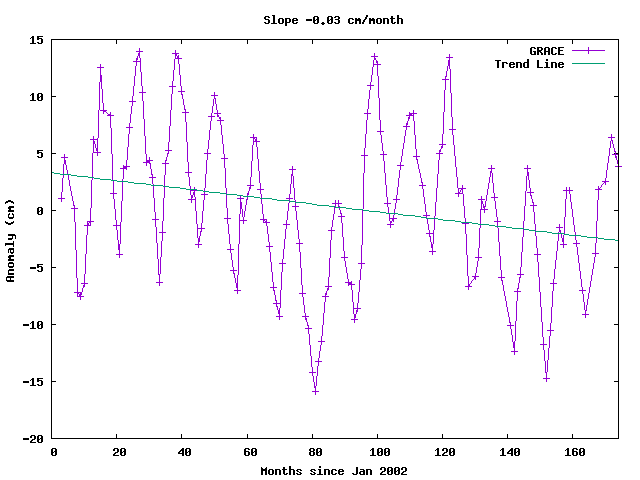 Slope -0.03 cm/month
GRACE
Trend Line
15
10
5
0
-5
-10
-15
-20
Anomaly (cm)
0 20 40 60 80 100 120 140 160
Months since Jan 2002